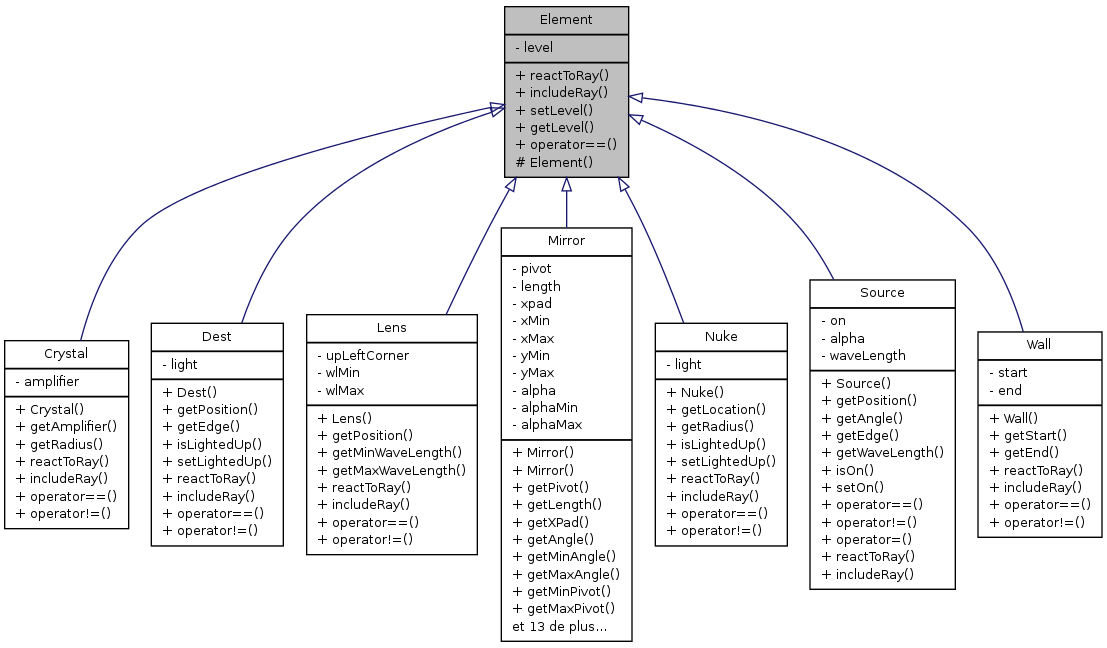 Element
- level
+ reactToRay()
+ includeRay()
+ setLevel()
+ getLevel()
+ operator==()
# Element()
Crystal
- amplifier
+ Crystal()
+ getAmplifier()
+ getRadius()
+ reactToRay()
+ includeRay()
+ operator==()
+ operator!=()
Dest
- light
+ Dest()
+ getPosition()
+ getEdge()
+ isLightedUp()
+ setLightedUp()
+ reactToRay()
+ includeRay()
+ operator==()
+ operator!=()
Lens
- upLeftCorner
- wlMin
- wlMax
+ Lens()
+ getPosition()
+ getMinWaveLength()
+ getMaxWaveLength()
+ reactToRay()
+ includeRay()
+ operator==()
+ operator!=()
Mirror
- pivot
- length
- xpad
- xMin
- xMax
- yMin
- yMax
- alpha
- alphaMin
- alphaMax
+ Mirror()
+ Mirror()
+ getPivot()
+ getLength()
+ getXPad()
+ getAngle()
+ getMinAngle()
+ getMaxAngle()
+ getMinPivot()
+ getMaxPivot()
et 13 de plus...
Nuke
- light
+ Nuke()
+ getLocation()
+ getRadius()
+ isLightedUp()
+ setLightedUp()
+ reactToRay()
+ includeRay()
+ operator==()
+ operator!=()
Source
- on
- alpha
- waveLength
+ Source()
+ getPosition()
+ getAngle()
+ getEdge()
+ getWaveLength()
+ isOn()
+ setOn()
+ operator==()
+ operator!=()
+ operator=()
+ reactToRay()
+ includeRay()
Wall
- start
- end
+ Wall()
+ getStart()
+ getEnd()
+ reactToRay()
+ includeRay()
+ operator==()
+ operator!=()